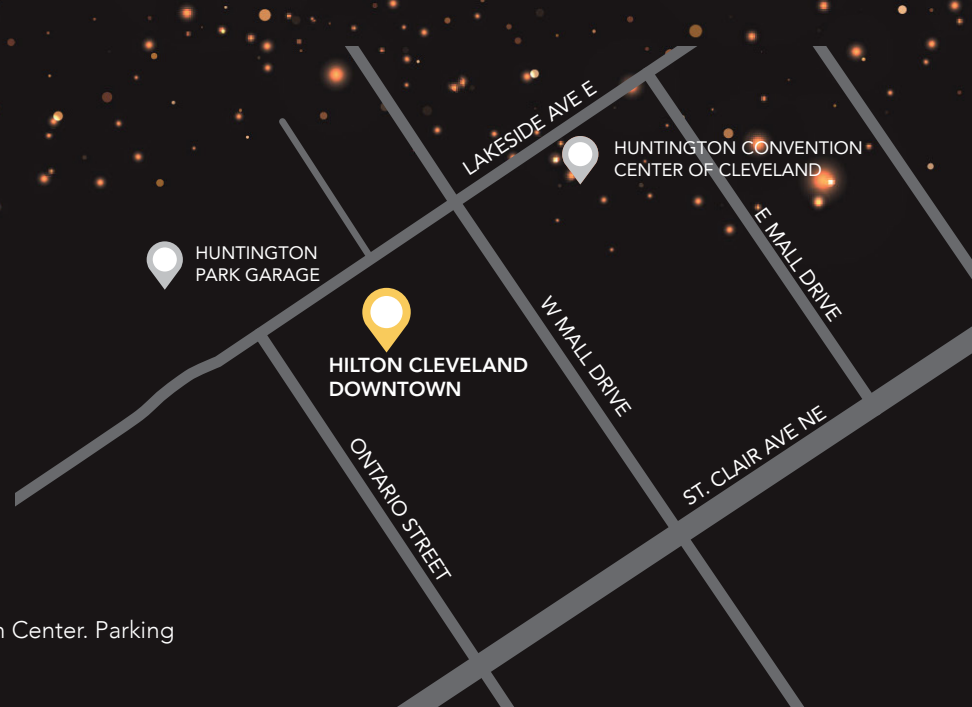 LAKESIDE AVE E
HUNTINGTON CONVENTION
CENTER OF CLEVELAND
E MALL DRIVE
HUNTINGTON
PARK GARAGE
W MALL DRIVE
HILTON CLEVELAND
DOWNTOWN
ST. CLAIR AVE NE
ONTARIO STREET
Center. Parking